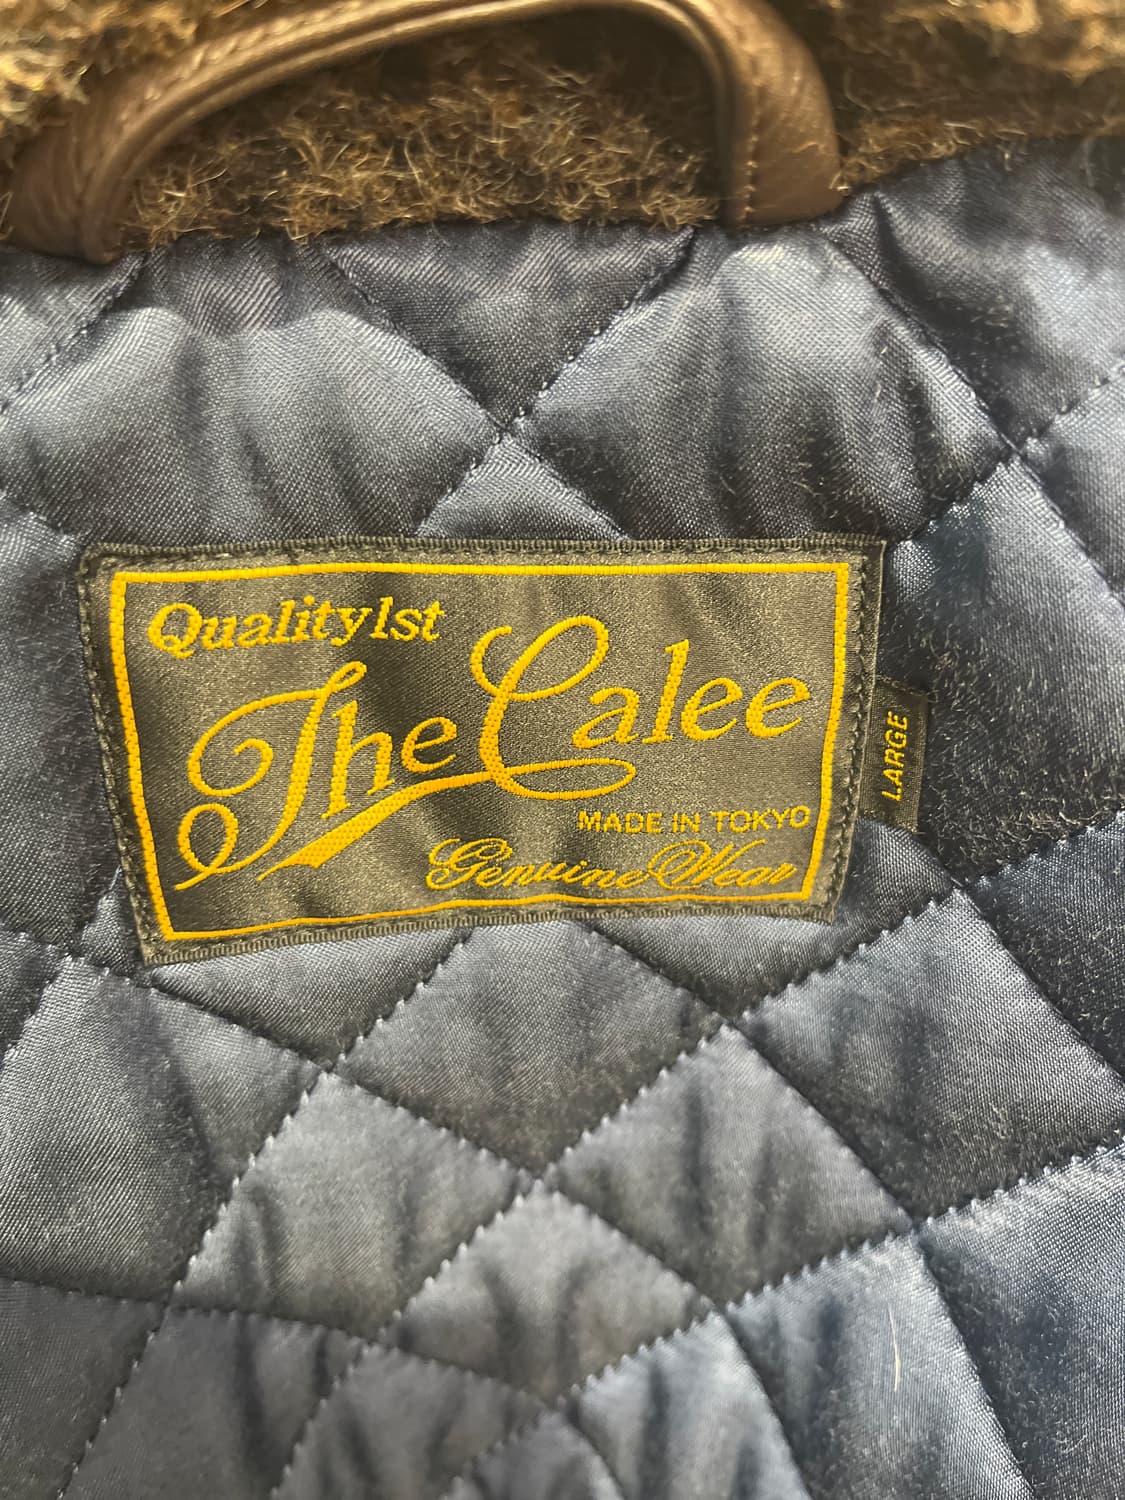 Quality1st
The Calee
MADE IN TOKYO
Genuine Wear
LARGE